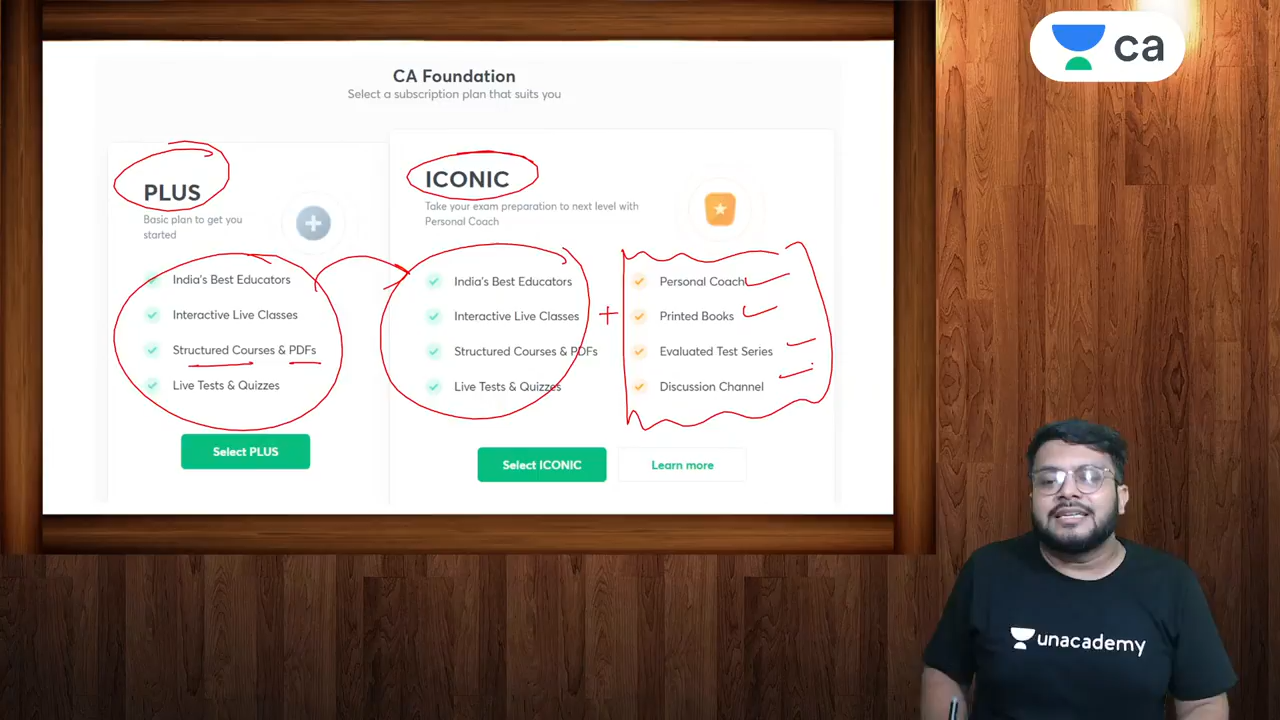 CA Foundation
Select a subscription plan that suits you
PLUS
Basic plan to get you
started
India's Best Educators
Interactive Live Classes
Structured Courses & PDFs
Live Tests & Quizzes
Select PLUS
ICONIC
Take your exam preparation to next level with
Personal Coach
India's Best Educators
Interactive Live Classes
Structured Courses & PDFs
Live Tests & Quizzes
+
Personal Coach
Printed Books
Evaluated Test Series
Discussion Channel
Select ICONIC
Learn more
ca
unacademy